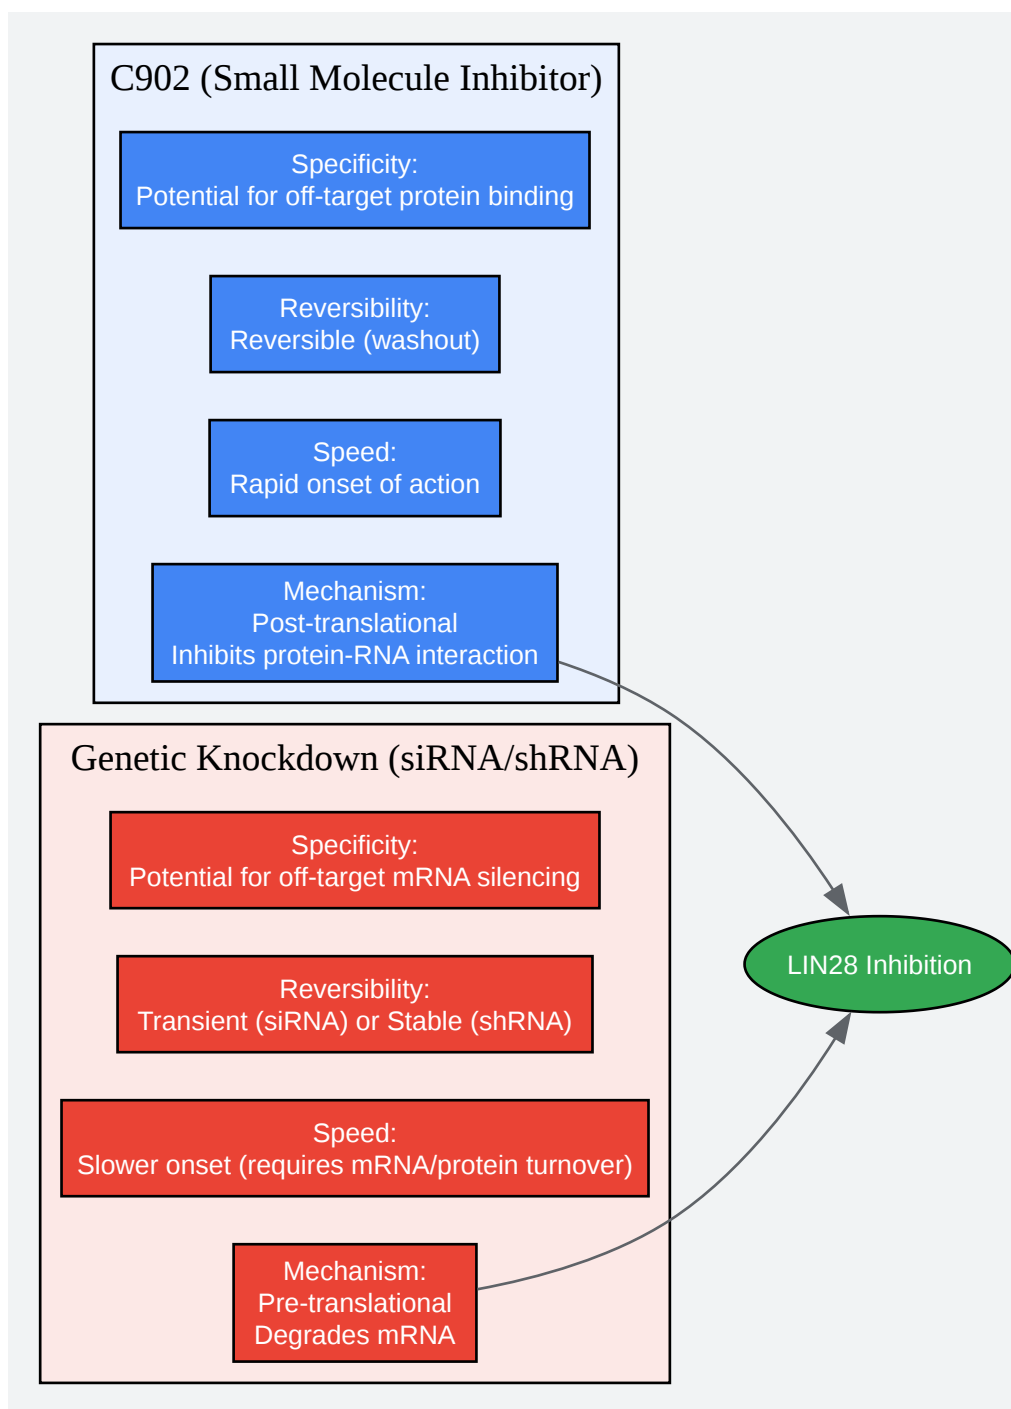 C902 (Small Molecule Inhibitor)
Specificity:
Potential for off-target protein binding
Reversibility:
Reversible (washout)
Speed:
Rapid onset of action
Mechanism:
Post-translational
Inhibits protein-RNA interaction
Genetic Knockdown (siRNA/shRNA)
Specificity:
Potential for off-target mRNA silencing
Reversibility:
Transient (siRNA) or Stable (shRNA)
Speed:
Slower onset (requires mRNA/protein turnover)
Mechanism:
Pre-translational
Degrades mRNA
LIN28 Inhibition